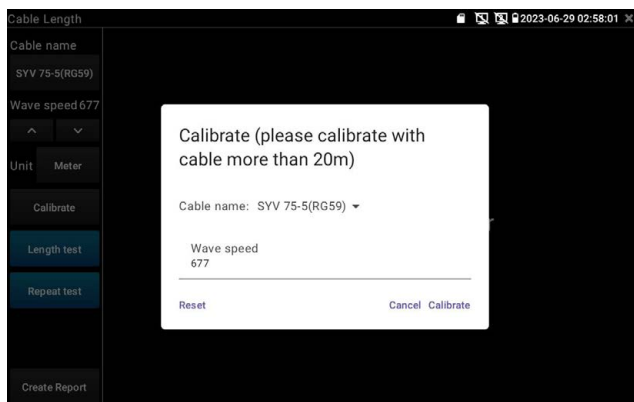 Cable Length
2023-06-29 02:58:01
Cable name
SYV 75-5(RG59)
Wave speed 677
Unit Meter
Calibrate
Length test
Repeat test
Create Report
Calibrate (please calibrate with
cable more than 20m)
Cable name: SYV 75-5(RG59)
Wave speed
677
Reset Cancel Calibrate